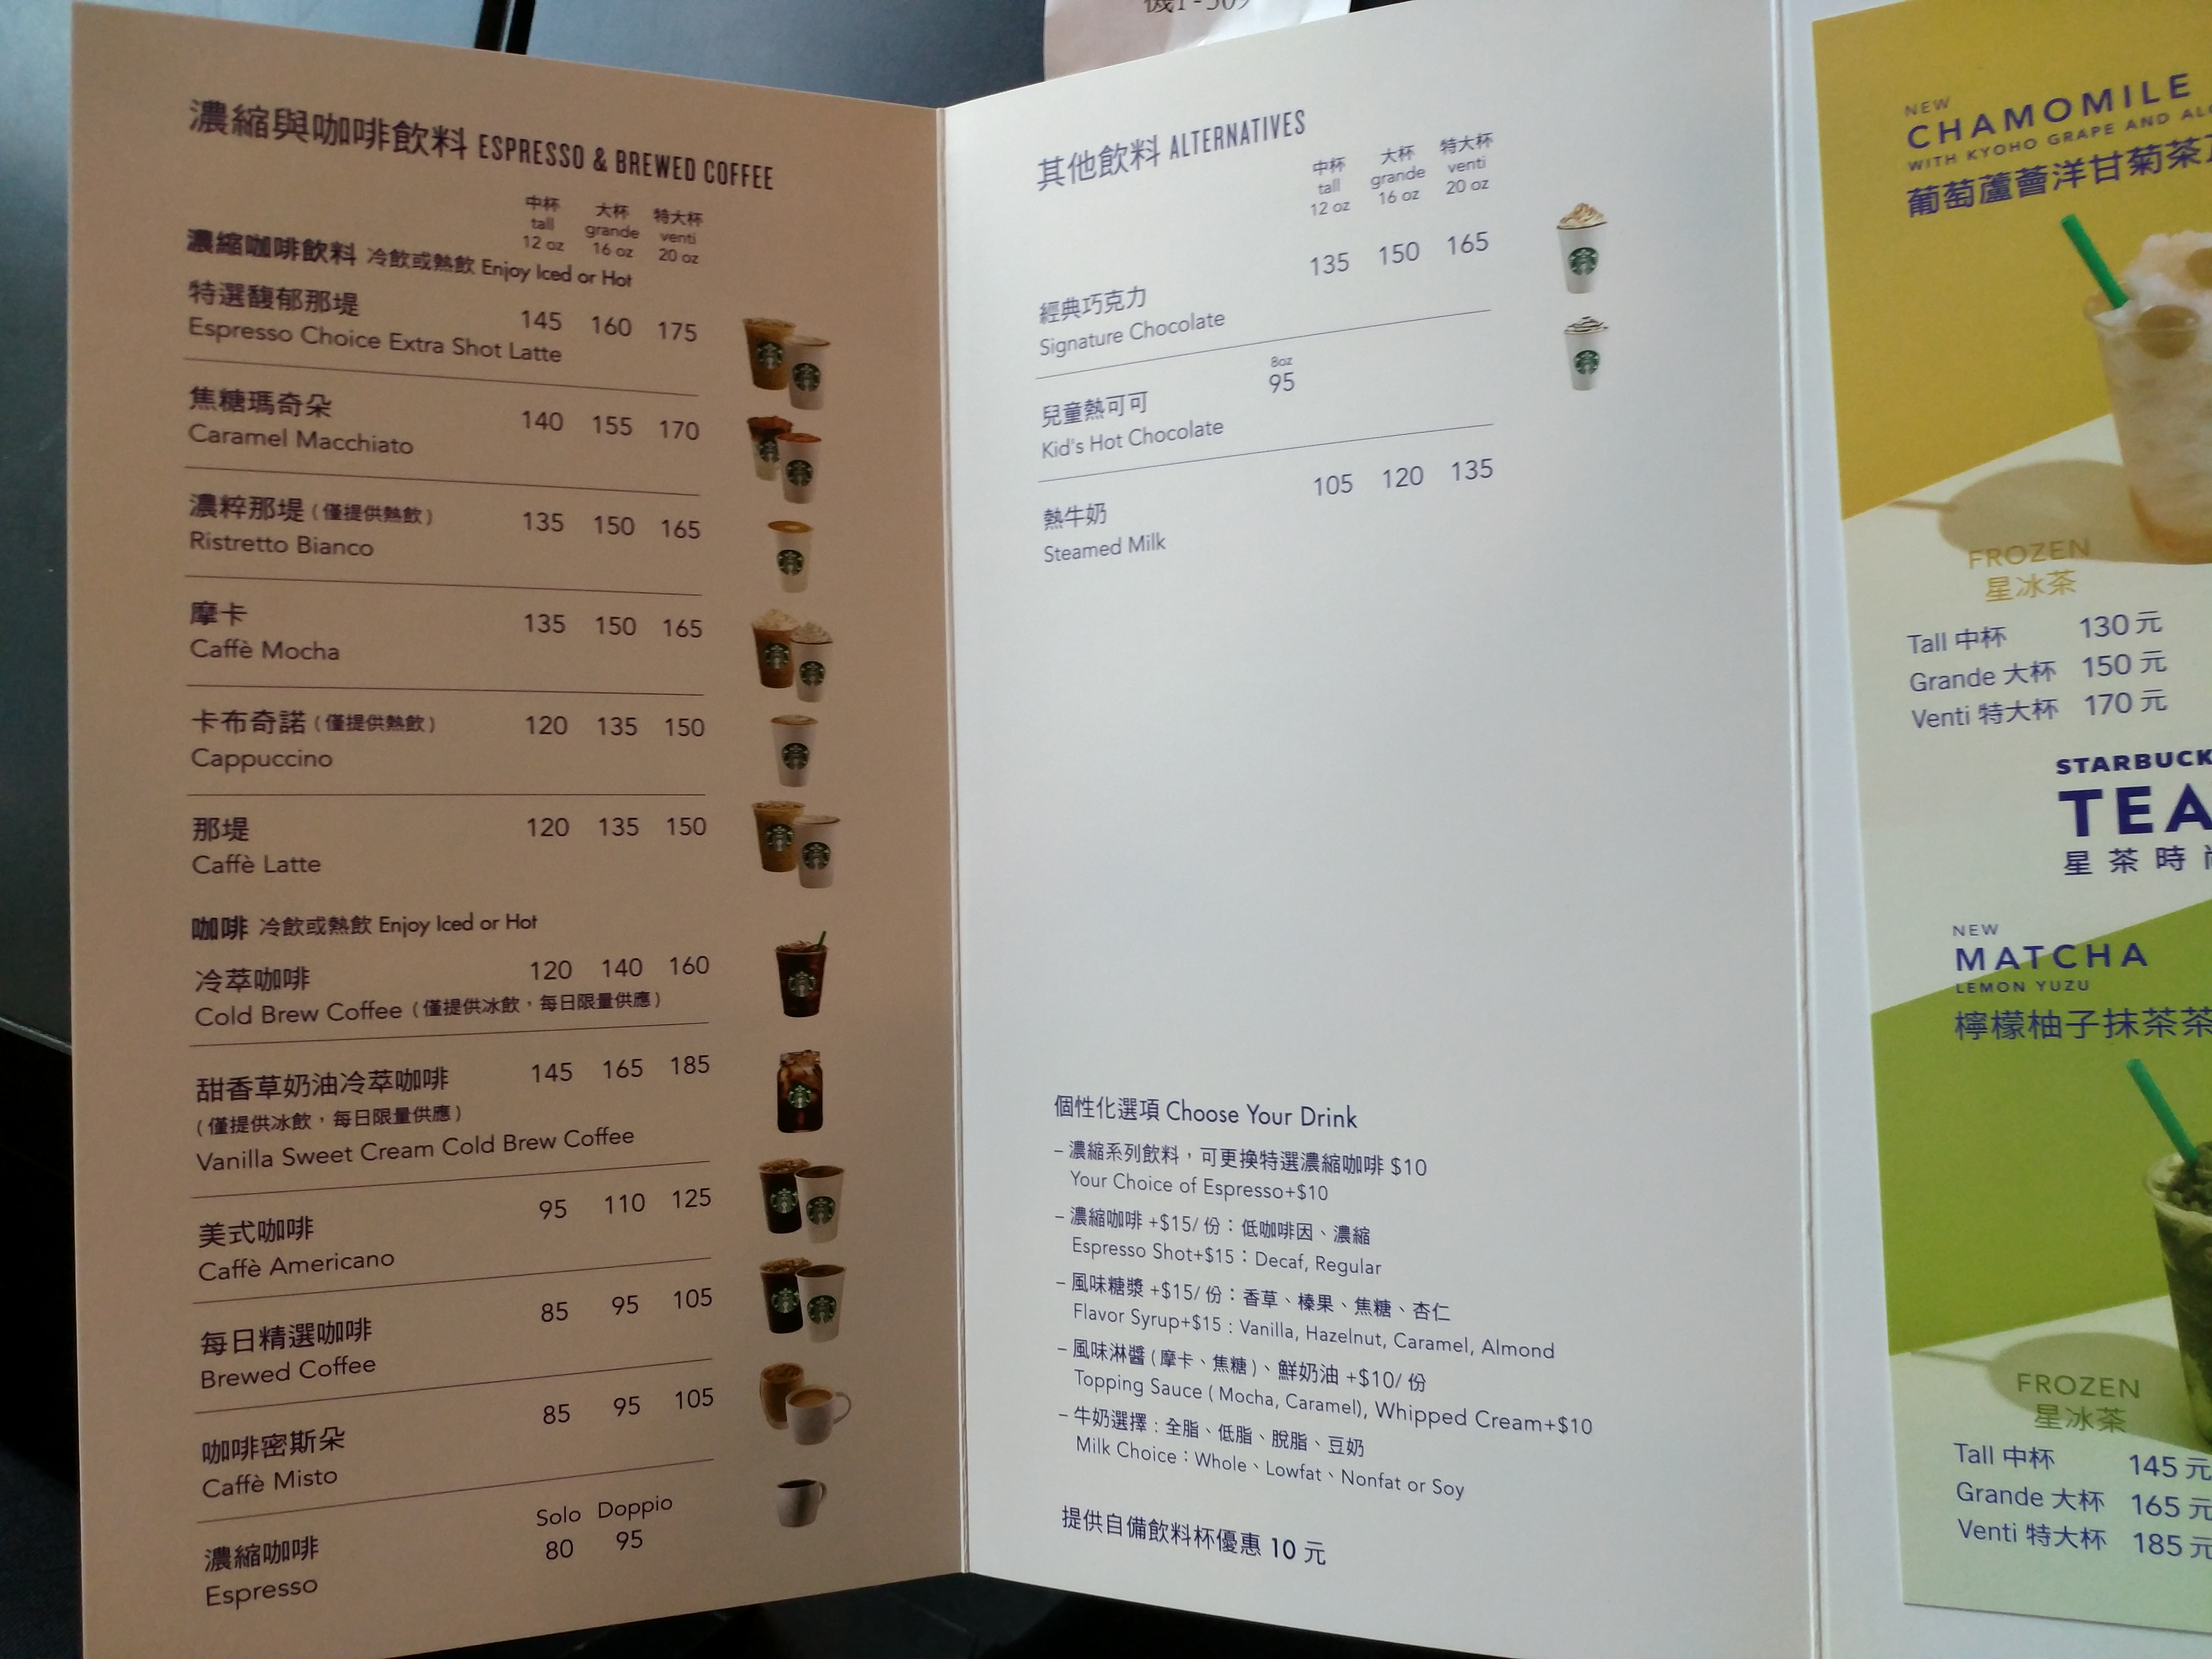 濃縮與咖啡飲料 ESPRESSO & BREWED COFFEE
中杯 大杯 特大杯
tall grande venti
12 oz 16 oz 20 oz
濃縮咖啡飲料 冷飲或熱飲 Enjoy Iced or Hot
特選馥郁那堤 145 160 175
Espresso Choice Extra Shot Latte
焦糖瑪奇朵 140 155 170
Caramel Macchiato
濃粹那堤 (僅提供熱飲) 135 150 165
Ristretto Bianco
摩卡 135 150 165
Caffè Mocha
卡布奇諾 (僅提供熱飲) 120 135 150
Cappuccino
那堤 120 135 150
Caffè Latte
咖啡 冷飲或熱飲 Enjoy Iced or Hot
冷萃咖啡 120 140 160
Cold Brew Coffee (僅提供冰飲，每日限量供應)
甜香草奶油冷萃咖啡 145 165 185
(僅提供冰飲，每日限量供應)
Vanilla Sweet Cream Cold Brew Coffee
美式咖啡 95 110 125
Caffè Americano
每日精選咖啡 85 95 105
Brewed Coffee
咖啡密斯朵 85 95 105
Caffè Misto
Solo Doppio
濃縮咖啡 80 95
Espresso
其他飲料 ALTERNATIVES
中杯 大杯 特大杯
tall grande venti
12 oz 16 oz 20 oz
經典巧克力 135 150 165
Signature Chocolate
8oz
兒童熱可可 95
Kid's Hot Chocolate
熱牛奶 105 120 135
Steamed Milk
個性化選項 Choose Your Drink
– 濃縮系列飲料，可更換特選濃縮咖啡 $10
Your Choice of Espresso+$10
– 濃縮咖啡 +$15/ 份：低咖啡因、濃縮
Espresso Shot+$15：Decaf, Regular
– 風味糖漿 +$15/ 份：香草、榛果、焦糖、杏仁
Flavor Syrup+$15 : Vanilla, Hazelnut, Caramel, Almond
– 風味淋醬 (摩卡、焦糖)、鮮奶油 +$10/ 份
Topping Sauce ( Mocha, Caramel), Whipped Cream+$10
– 牛奶選擇：全脂、低脂、脫脂、豆奶
Milk Choice：Whole、Lowfat、Nonfat or Soy
提供自備飲料杯優惠 10 元
NEW
CHAMOMILE
WITH KYOHO GRAPE AND
葡萄蘆薈洋甘菊茶
FROZEN
星冰茶
Tall 中杯 130 元
Grande 大杯 150 元
Venti 特大杯 170 元
STARBUCK
TEA
星茶時
NEW
MATCHA
LEMON YUZU
檸檬柚子抹茶茶
FROZEN
星冰茶
Tall 中杯 145 元
Grande 大杯 165 元
Venti 特大杯 185 元